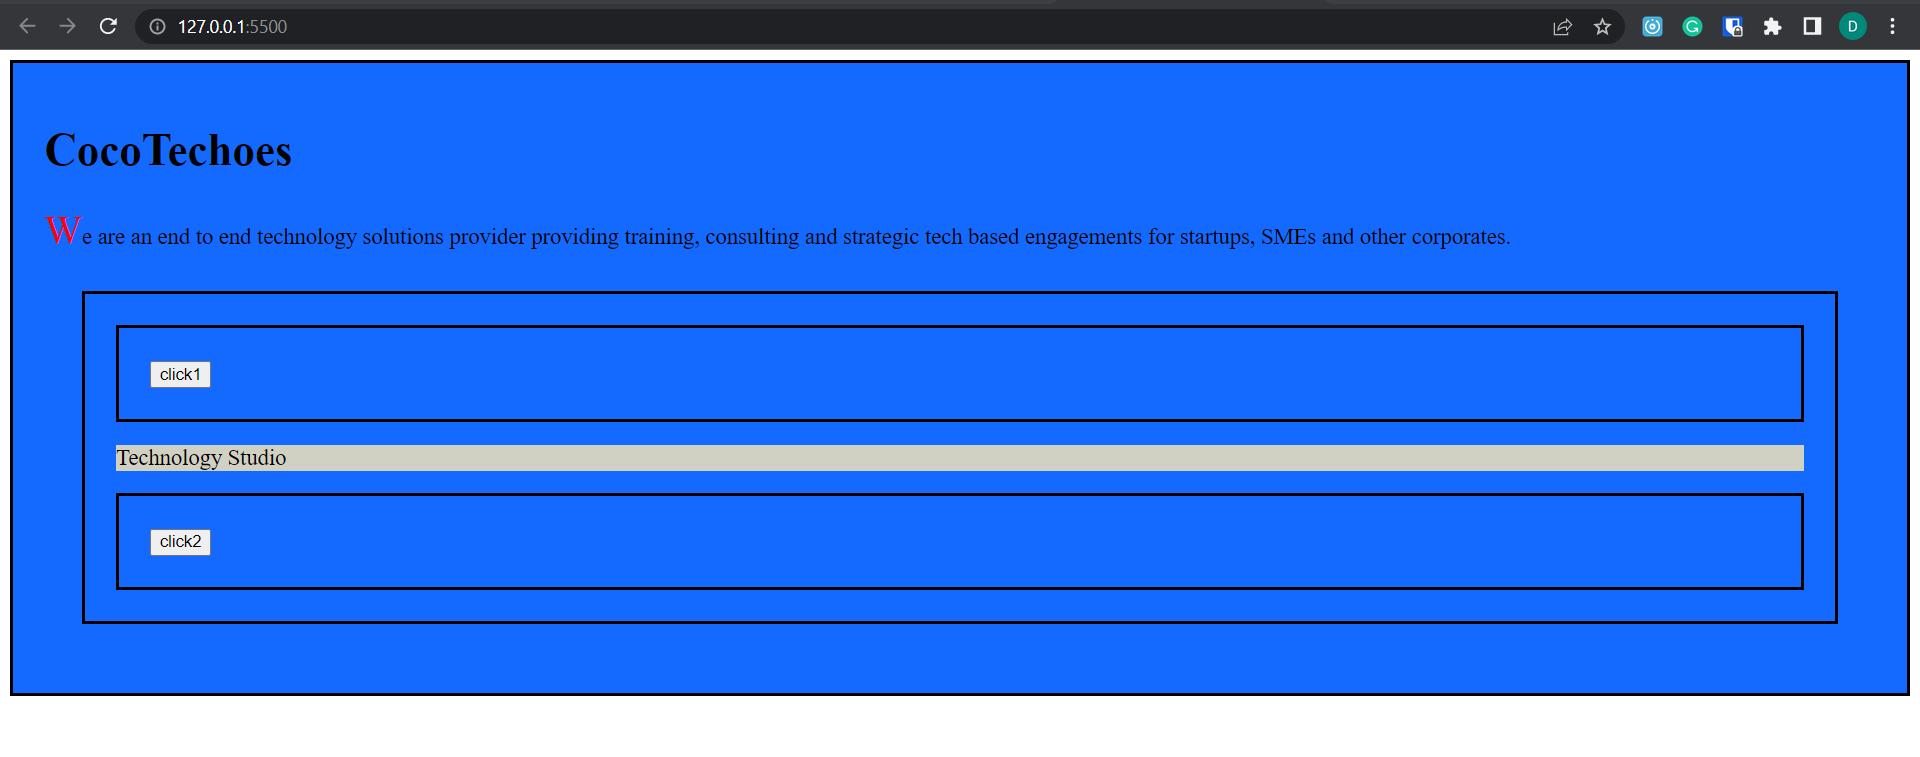 127.0.0.1:5500
D
CocoTechoes
We are an end to end technology solutions provider providing training, consulting and strategic tech based engagements for startups, SMEs and other corporates.
click1
Technology Studio
click2